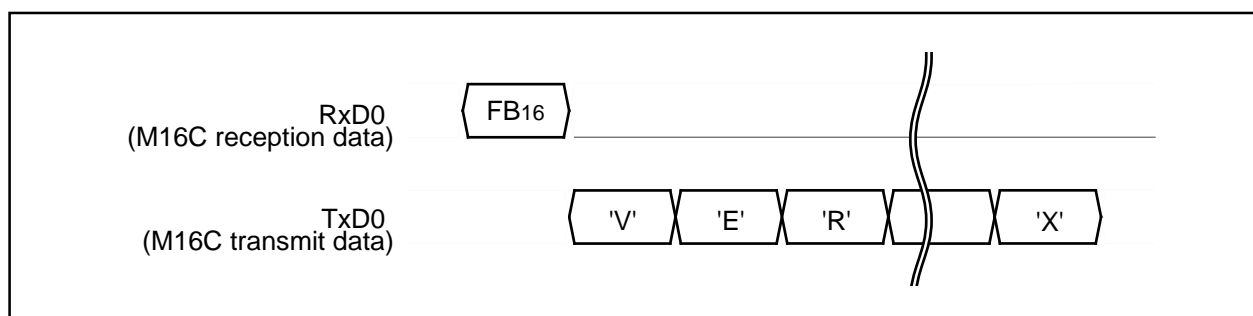 RxD0
(M16C reception data)
FB16
TxD0
(M16C transmit data)
'V' 'E' 'R' 'X'